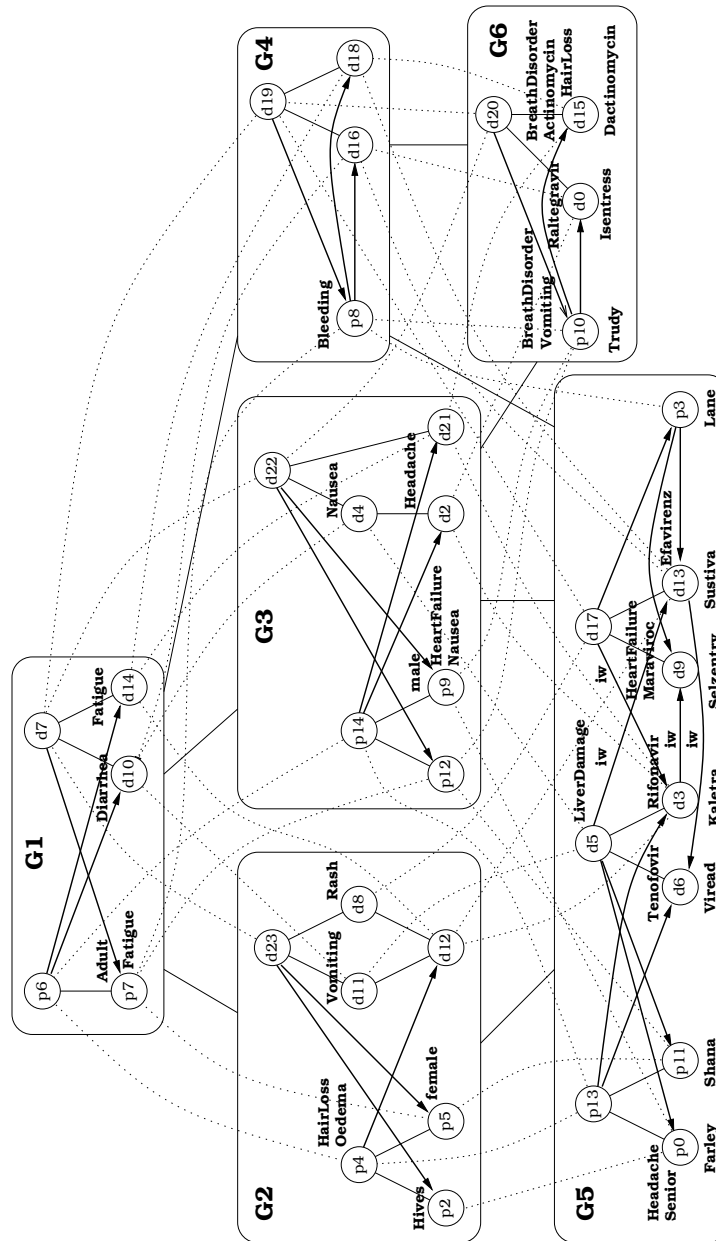 G1
p6
d7
Adult
Fatigue
Diarrhea
Fatigue
p7
d10
d14
G2
d23
HairLoss
Oedema
Vomiting
Rash
p4
d11
d8
Hives
female
p2
p5
d12
G3
d22
Nausea
p14
d4
male
HeartFailure
Nausea
Headache
p12
p9
d2
d21
G4
d19
Bleeding
p8
d16
d18
G5
p13
d5
d17
LiverDamage
iw
iw
Headache
Senior
Tenofovir
Rifonavir
iw
HeartFailure
Maraviroc
Efavirenz
iw
p0
p11
d6
d3
d9
d13
p3
Farley
Shana
Viread
Kaletra
Selzentry
Sustiva
Lane
G6
d20
BreathDisorder
Vomiting
Raltegravir
BreathDisorder
Actinomycin
HairLoss
p10
d0
d15
Trudy
Isentress
Dactinomycin